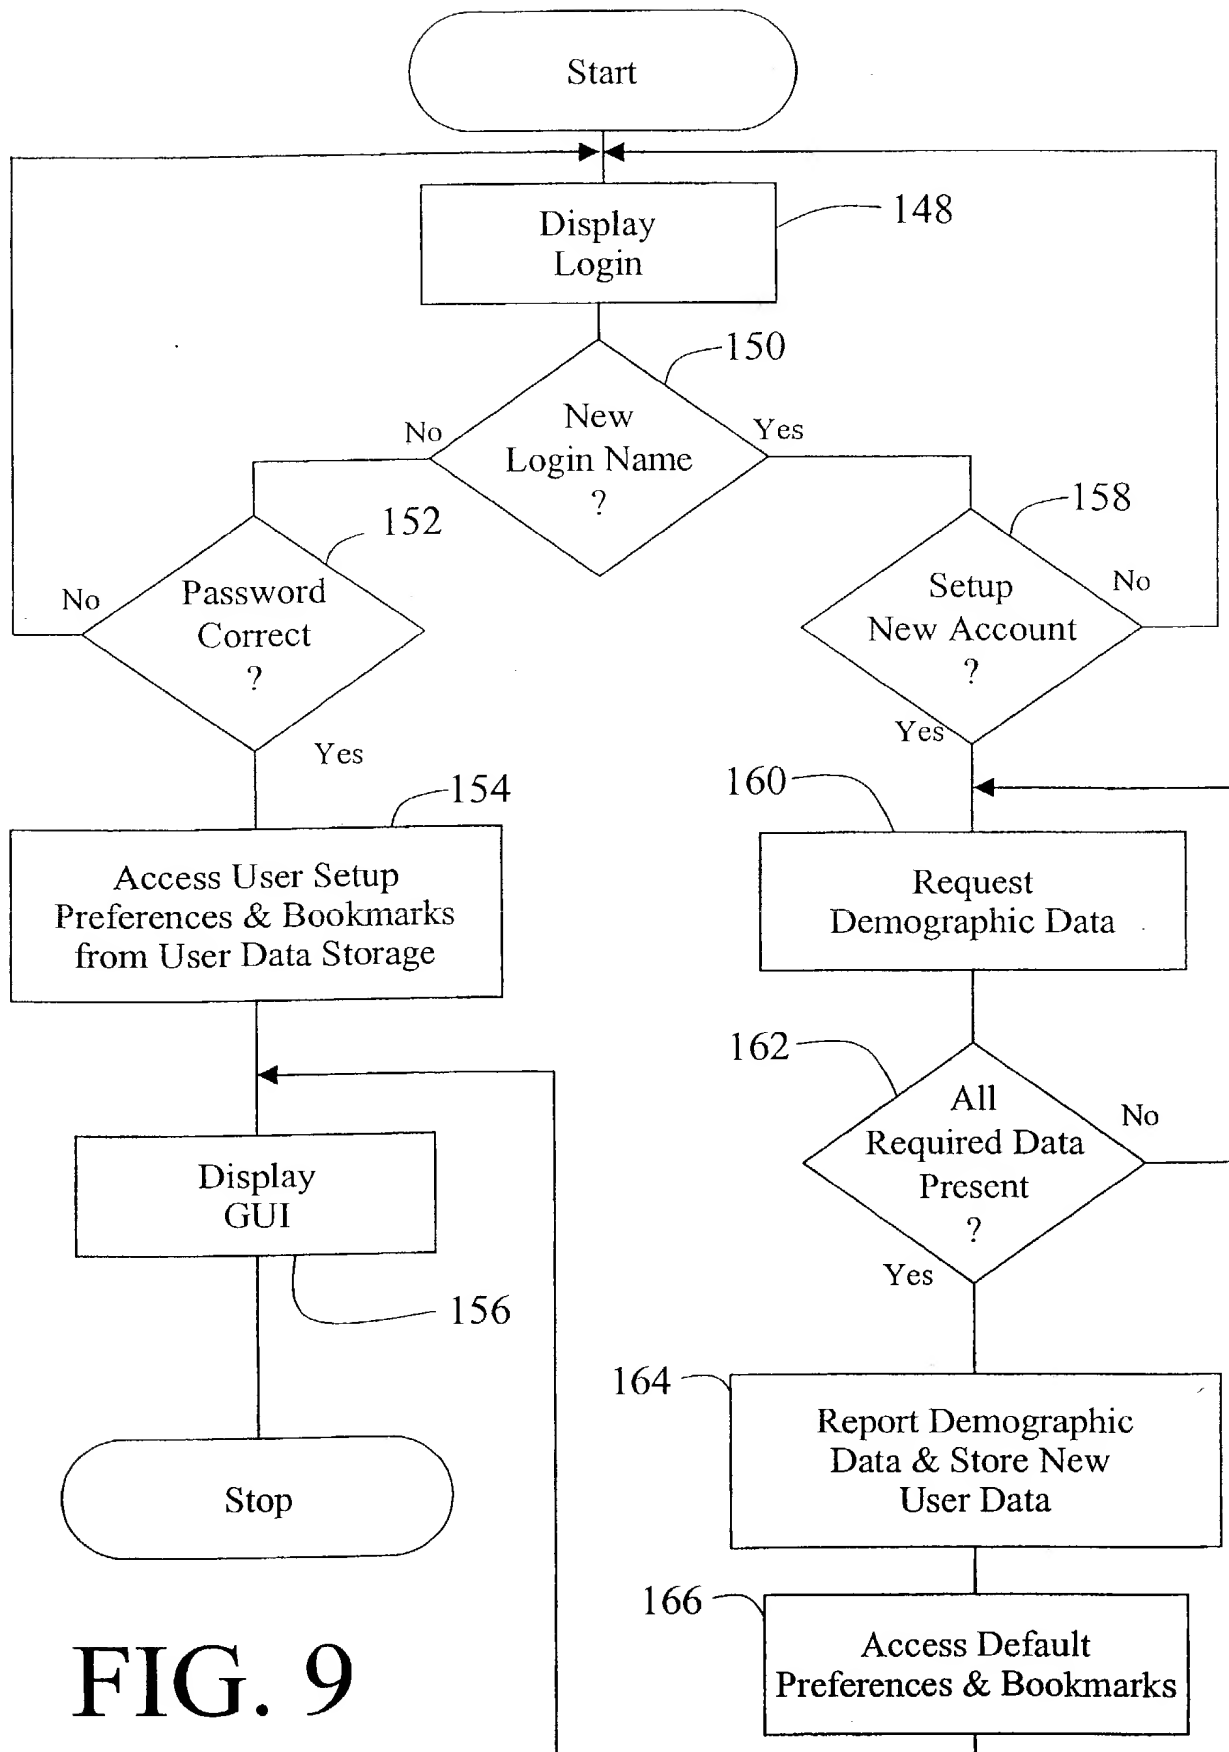 Start
Display
Login
148
150
New
Login Name
?
No
Yes
152
Password
Correct
?
No
Yes
158
Setup
New Account
?
No
Yes
154
Access User Setup
Preferences & Bookmarks
from User Data Storage
160
Request
Demographic Data
162
All
Required Data
Present
?
No
Yes
Display
GUI
156
164
Report Demographic
Data & Store New
User Data
Stop
166
Access Default
Preferences & Bookmarks
FIG. 9